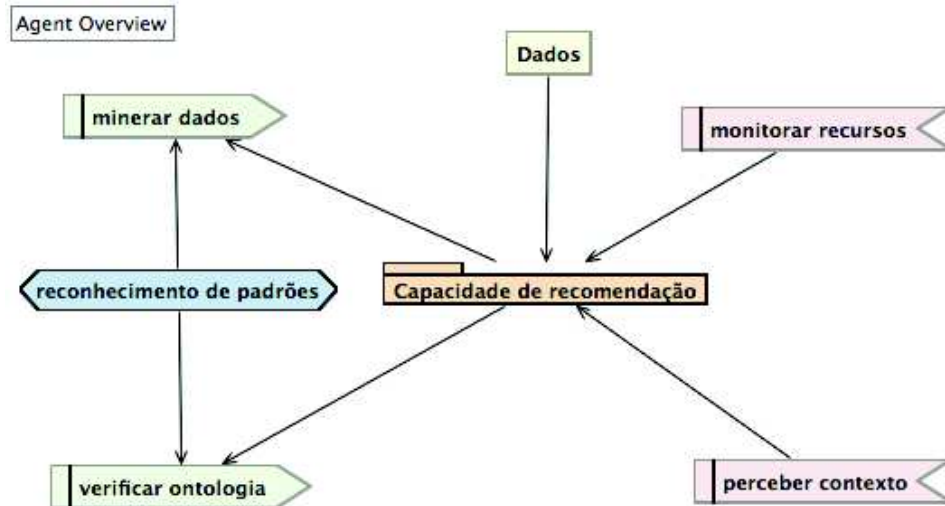 Agent Overview
Dados
minerar dados
monitorar recursos
reconhecimento de padrões
Capacidade de recomendação
verificar ontologia
perceber contexto